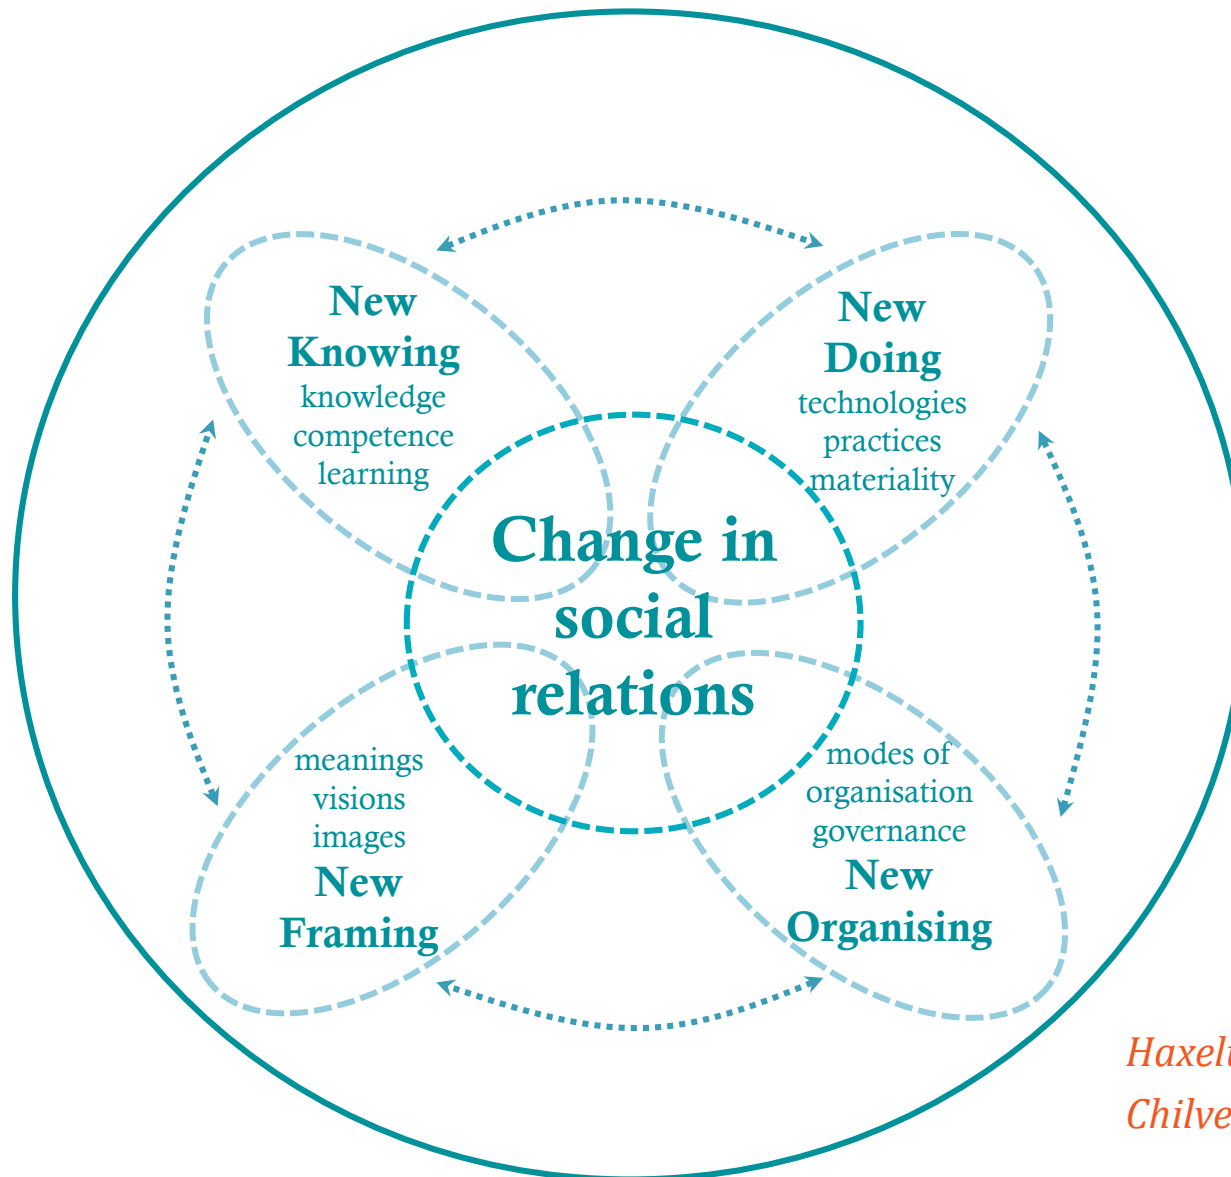 New
Knowing
knowledge
competence
learning
New
Doing
technologies
practices
materiality
Change in
social
relations
meanings
visions
images
New
Framing
modes of
organisation
governance
New
Organising